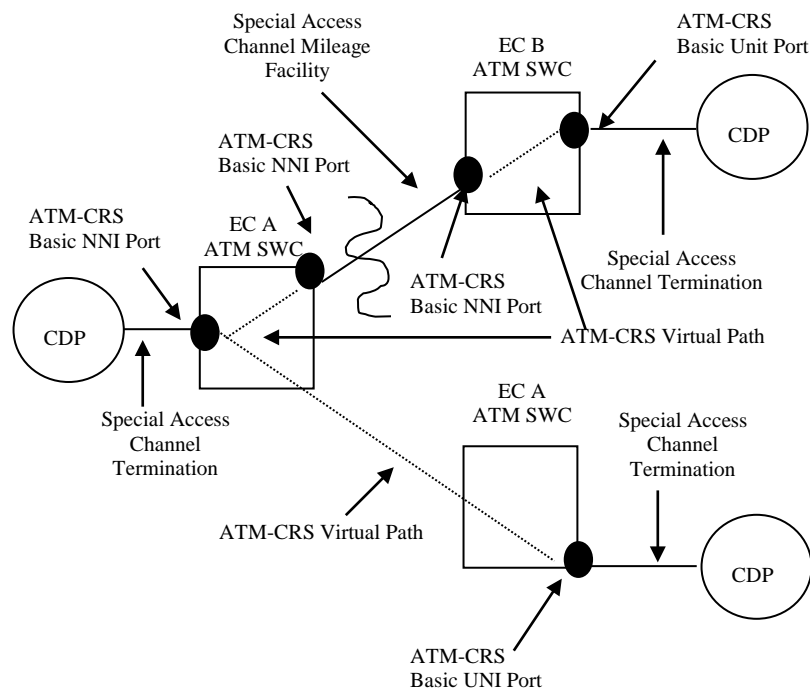 Special Access
Channel Mileage
Facility
EC B
ATM SWC
ATM-CRS
Basic Unit Port
CDP
ATM-CRS
Basic NNI Port
ATM-CRS
Basic NNI Port
EC A
ATM SWC
ATM-CRS
Basic NNI Port
Special Access
Channel Termination
CDP
ATM-CRS Virtual Path
Special Access
Channel
Termination
EC A
ATM SWC
Special Access
Channel
Termination
ATM-CRS Virtual Path
CDP
ATM-CRS
Basic UNI Port